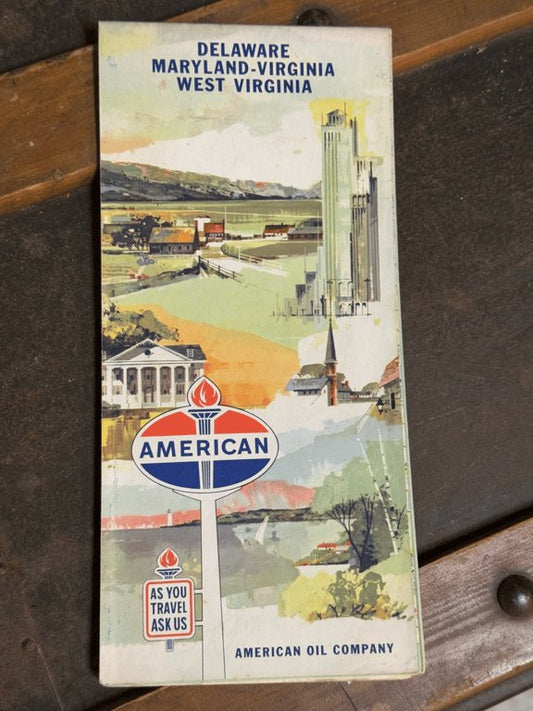 DELAWARE
MARYLAND-VIRGINIA
WEST VIRGINIA
AMERICAN
AS YOU
TRAVEL
ASK US
AMERICAN OIL COMPANY